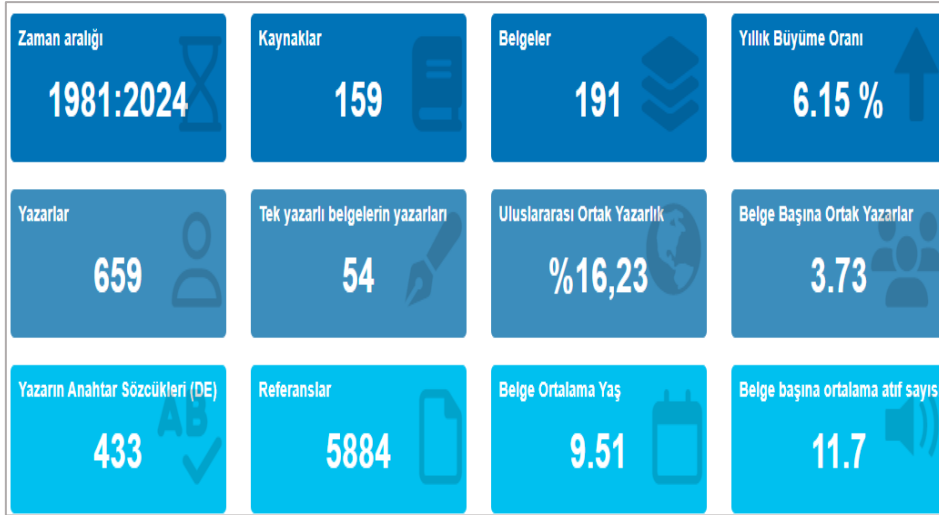 Zaman aralığı
1981:2024
Kaynaklar
159
Belgeler
191
Yıllık Büyüme Oranı
6.15 %
Yazarlar
659
Tek yazarlı belgelerin yazarları
54
Uluslararası Ortak Yazarlık
%16,23
Belge Başına Ortak Yazarlar
3.73
Yazarın Anahtar Sözcükleri (DE)
AB
433
Referanslar
5884
Belge Ortalama Yaş
9.51
Belge başına ortalama atıf sayıs
11.7